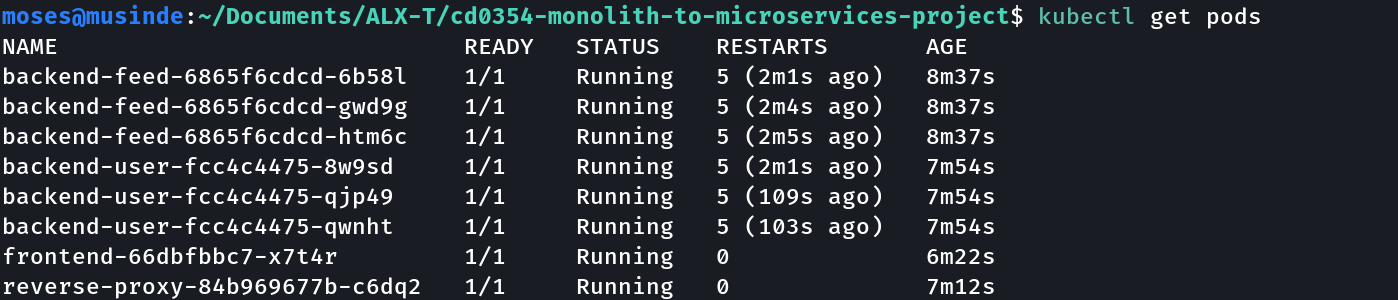 moses@musinde:~/Documents/ALX-T/cd0354-monolith-to-microservices-project$ kubectl get pods
NAME READY STATUS RESTARTS AGE
backend-feed-6865f6cdcd-6b58l 1/1 Running 5 (2m1s ago) 8m37s
backend-feed-6865f6cdcd-gwd9g 1/1 Running 5 (2m4s ago) 8m37s
backend-feed-6865f6cdcd-htm6c 1/1 Running 5 (2m5s ago) 8m37s
backend-user-fcc4c4475-8w9sd 1/1 Running 5 (2m1s ago) 7m54s
backend-user-fcc4c4475-qjp49 1/1 Running 5 (109s ago) 7m54s
backend-user-fcc4c4475-qwnht 1/1 Running 5 (103s ago) 7m54s
frontend-66dbfbbc7-x7t4r 1/1 Running 0 6m22s
reverse-proxy-84b969677b-c6dq2 1/1 Running 0 7m12s